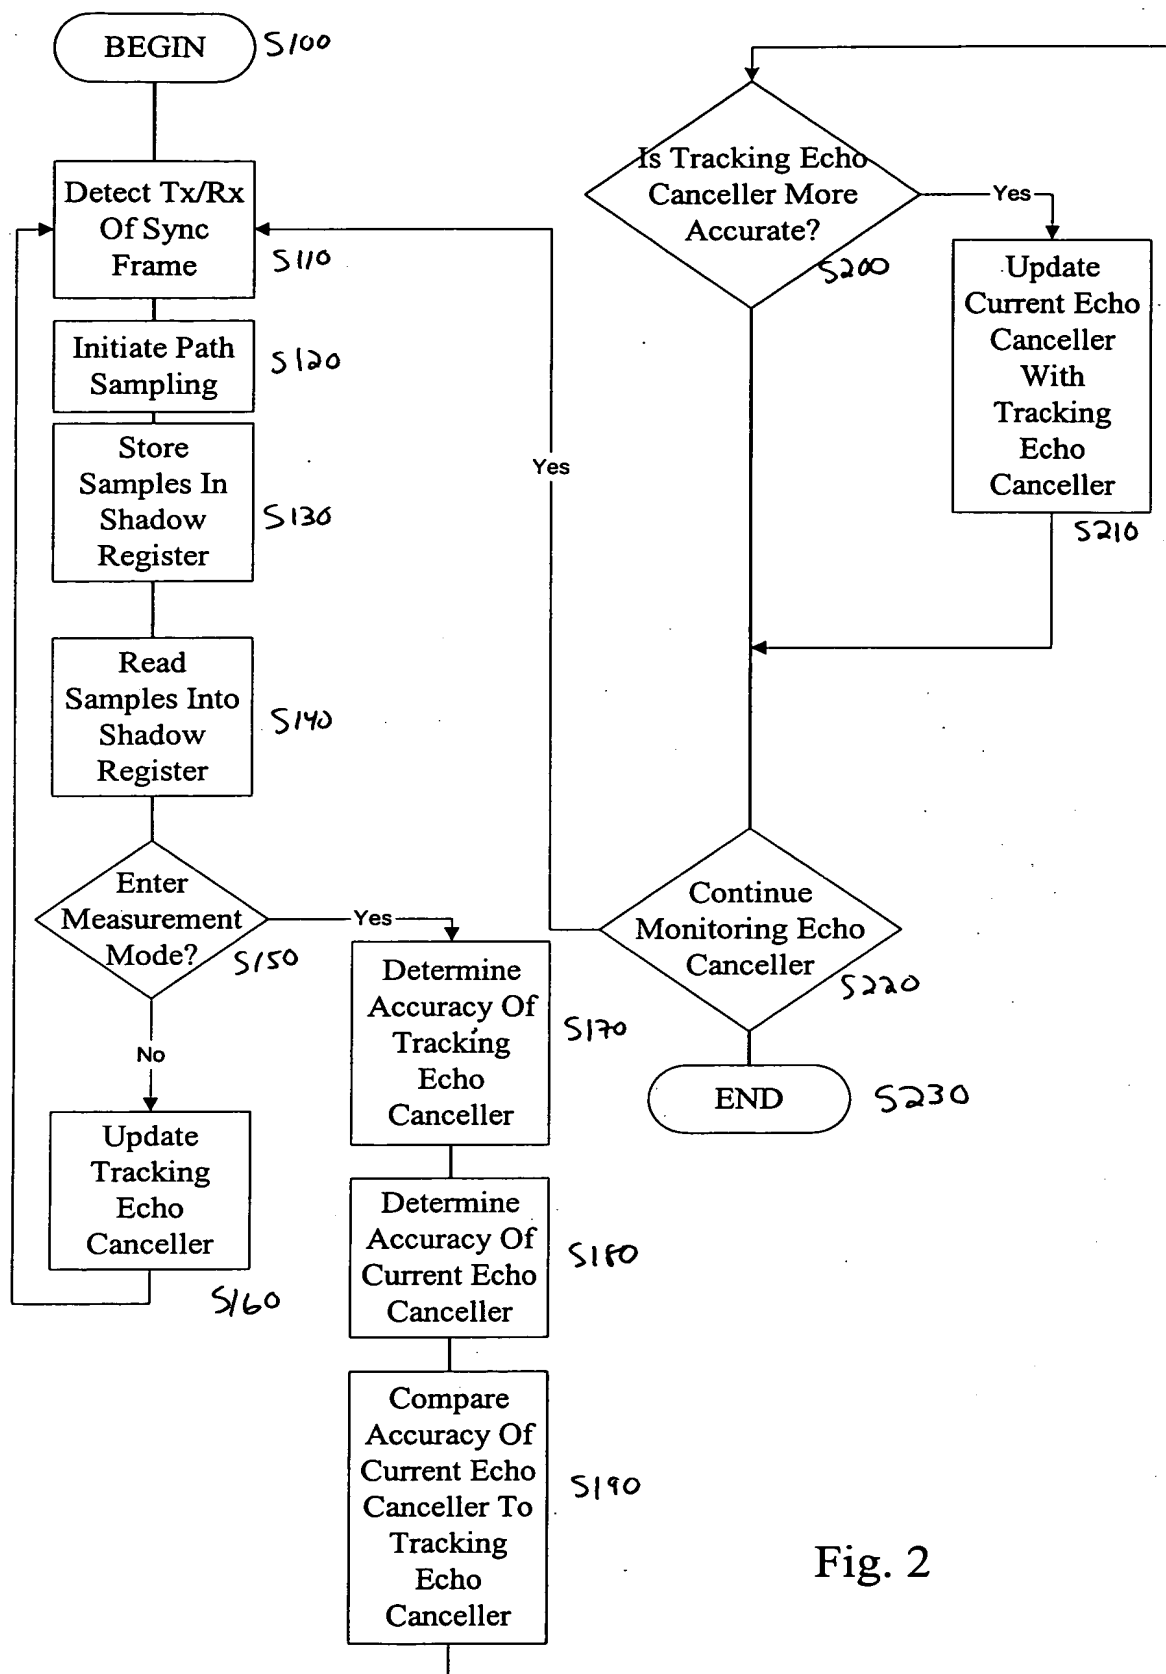 BEGIN
S100
Detect Tx/Rx
Of Sync
Frame
S110
Initiate Path
Sampling
S120
Store
Samples In
Shadow
Register
S130
Read
Samples Into
Shadow
Register
S140
Enter
Measurement
Mode?
S150
No
Update
Tracking
Echo
Canceller
S160
Yes
Determine
Accuracy Of
Tracking
Echo
Canceller
S170
Determine
Accuracy Of
Current Echo
Canceller
S180
Compare
Accuracy Of
Current Echo
Canceller To
Tracking
Echo
Canceller
S190
Is Tracking Echo
Canceller More
Accurate?
S200
Yes
Update
Current Echo
Canceller
With
Tracking
Echo
Canceller
S210
Continue
Monitoring Echo
Canceller
S220
Yes
END
S230
Fig. 2